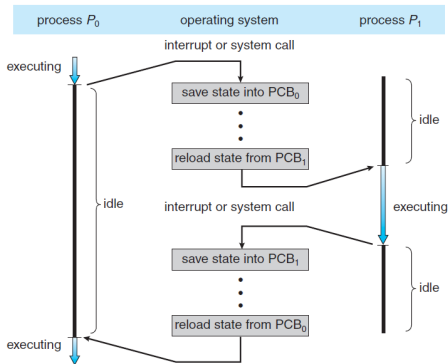 process P0 operating system process P1
interrupt or system call
executing
save state into PCB0
idle
reload state from PCB1
idle
interrupt or system call
executing
save state into PCB1
idle
reload state from PCB0
executing